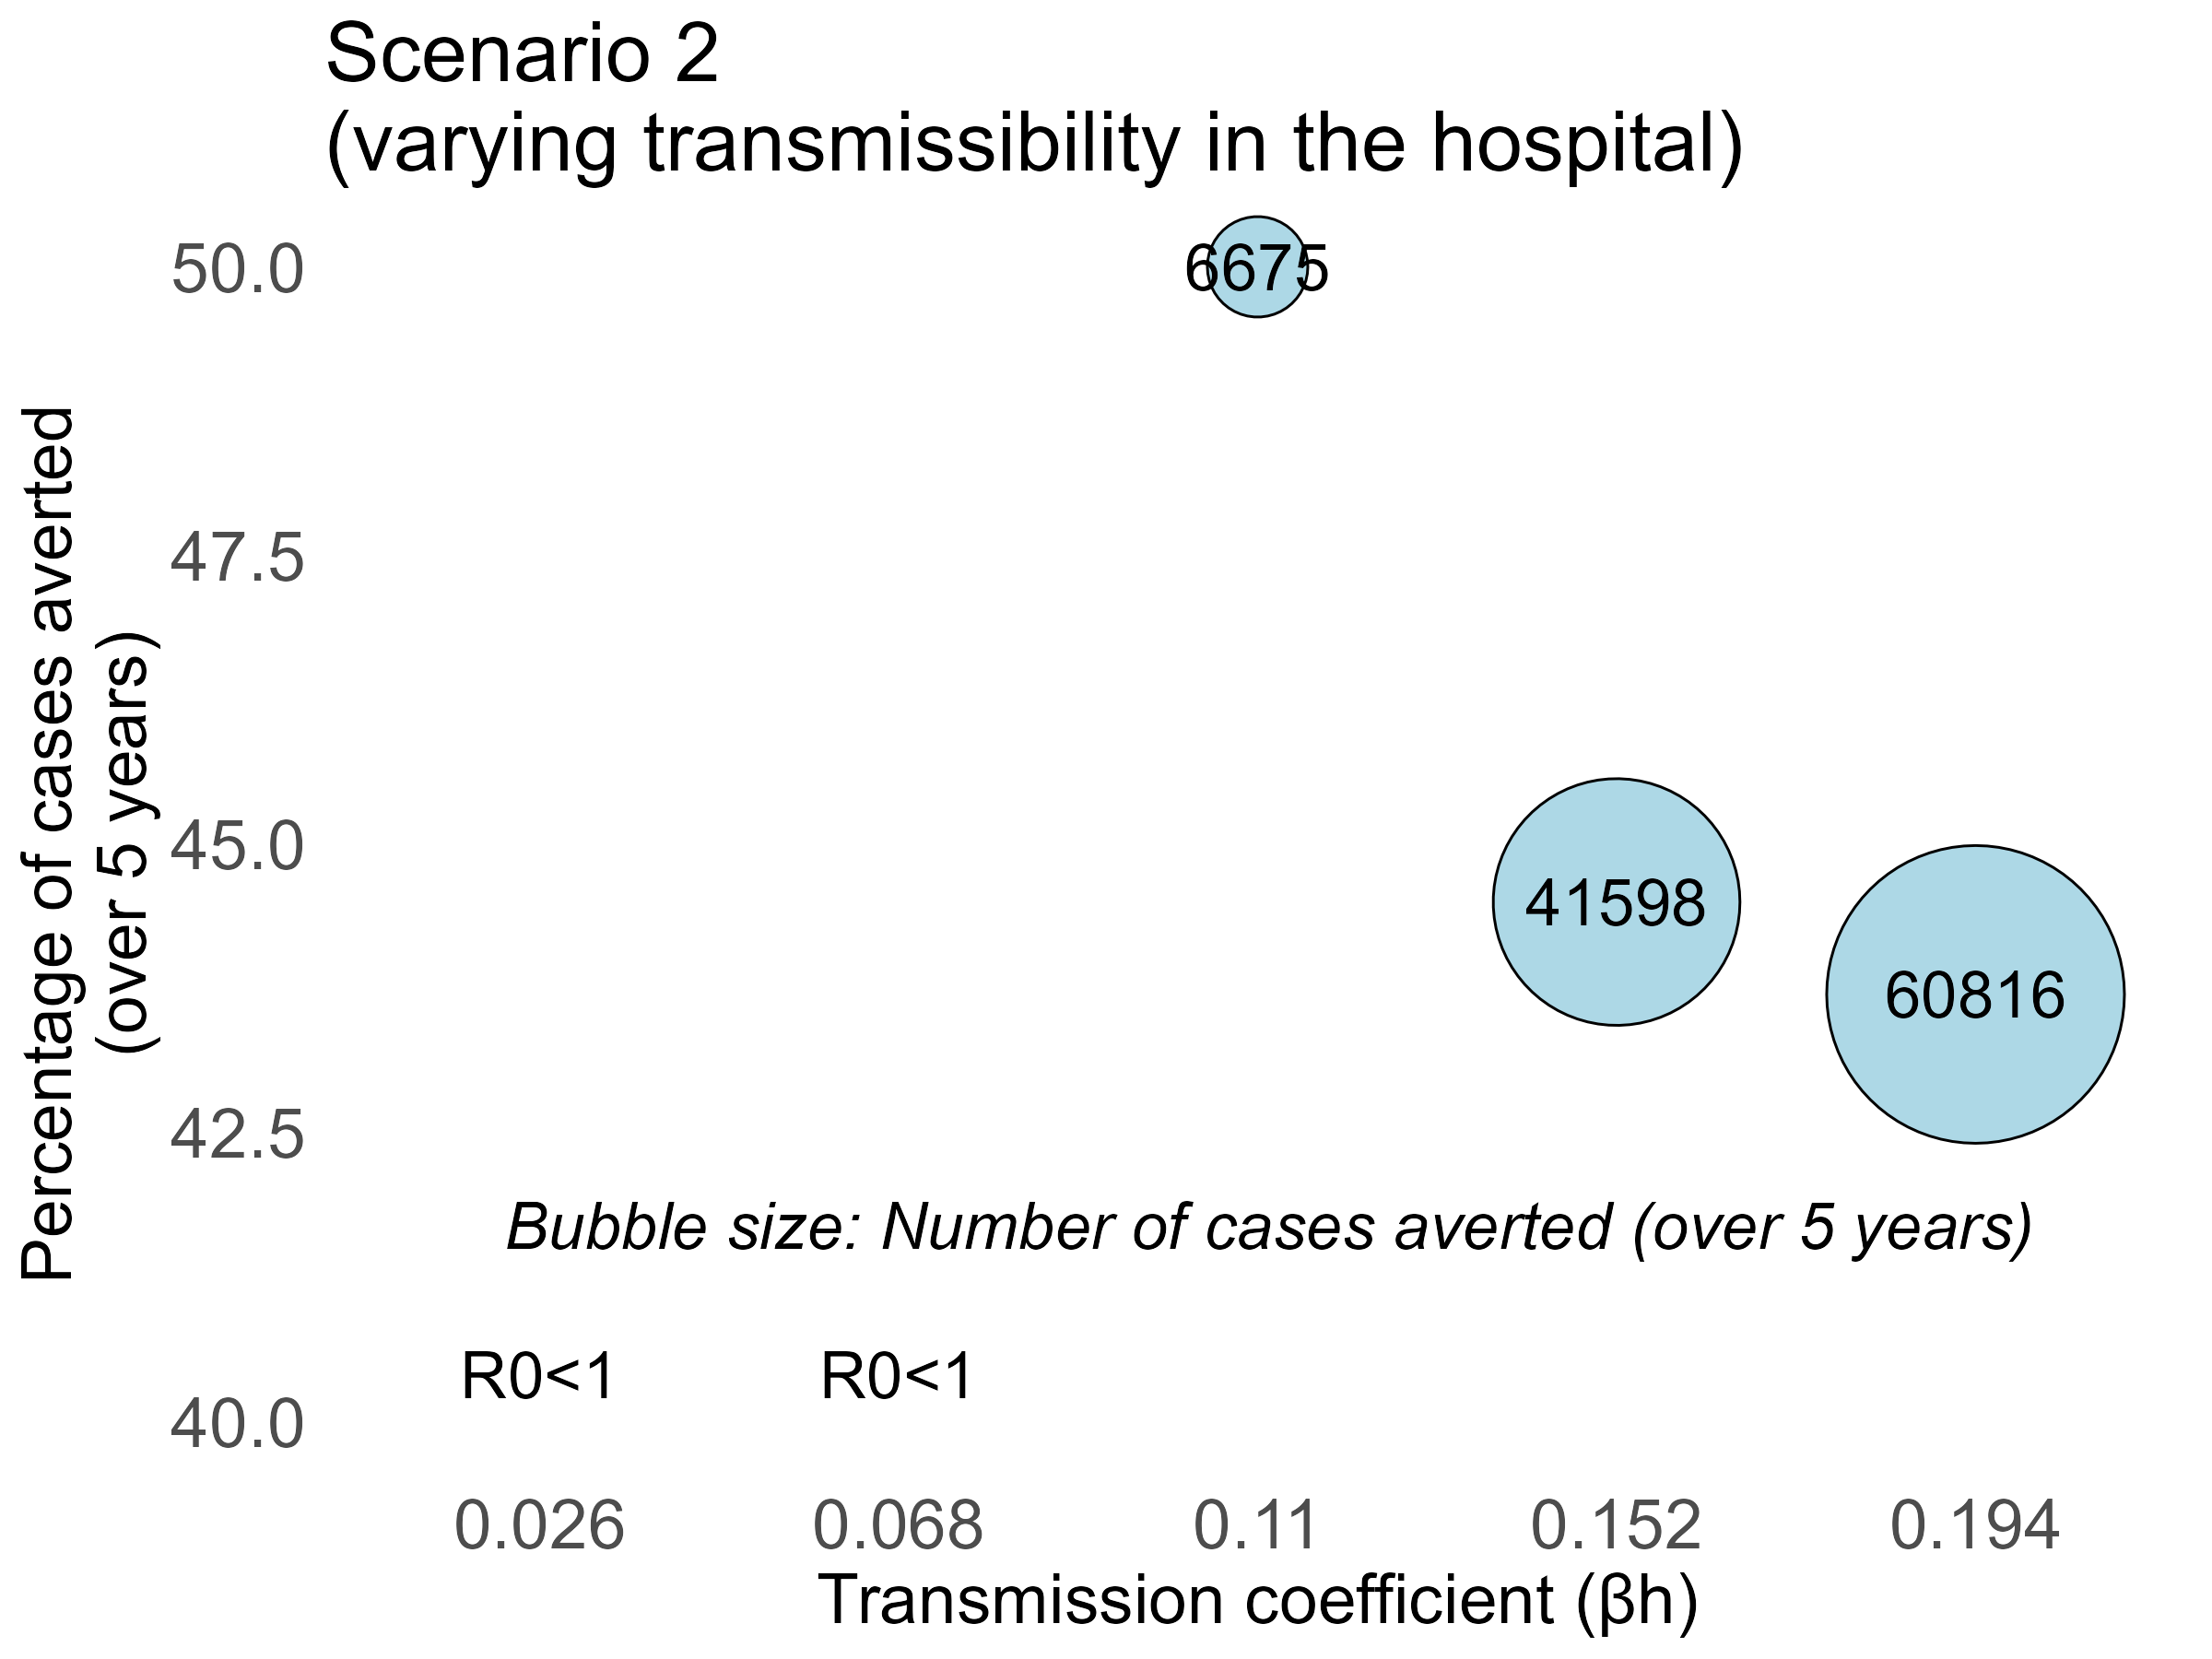 Scenario 2
(varying transmissibility in the hospital)
Percentage of cases averted
(over 5 years)
50.0
47.5
45.0
42.5
40.0
6675
41598
60816
Bubble size: Number of cases averted (over 5 years)
R0<1
R0<1
0.026
0.068
0.11
0.152
0.194
Transmission coefficient (βh)